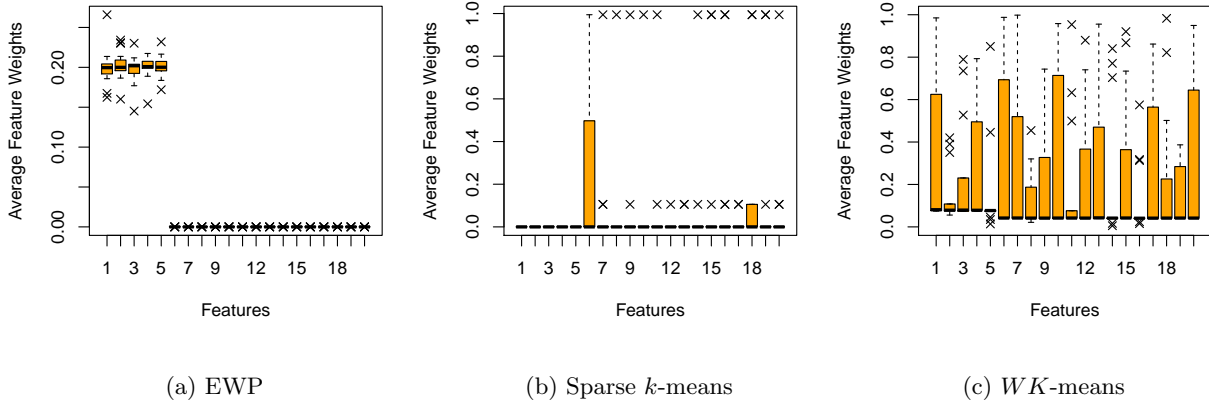 Average Feature Weights
0.20
0.10
0.00
1 3 5 7 9 12 15 18
Features
(a) EWP
Average Feature Weights
1.0
0.8
0.6
0.4
0.2
0.0
1 3 5 7 9 12 15 18
Features
(b) Sparse k-means
Average Feature Weights
1.0
0.8
0.6
0.4
0.2
0.0
1 3 5 7 9 12 15 18
Features
(c) WK-means